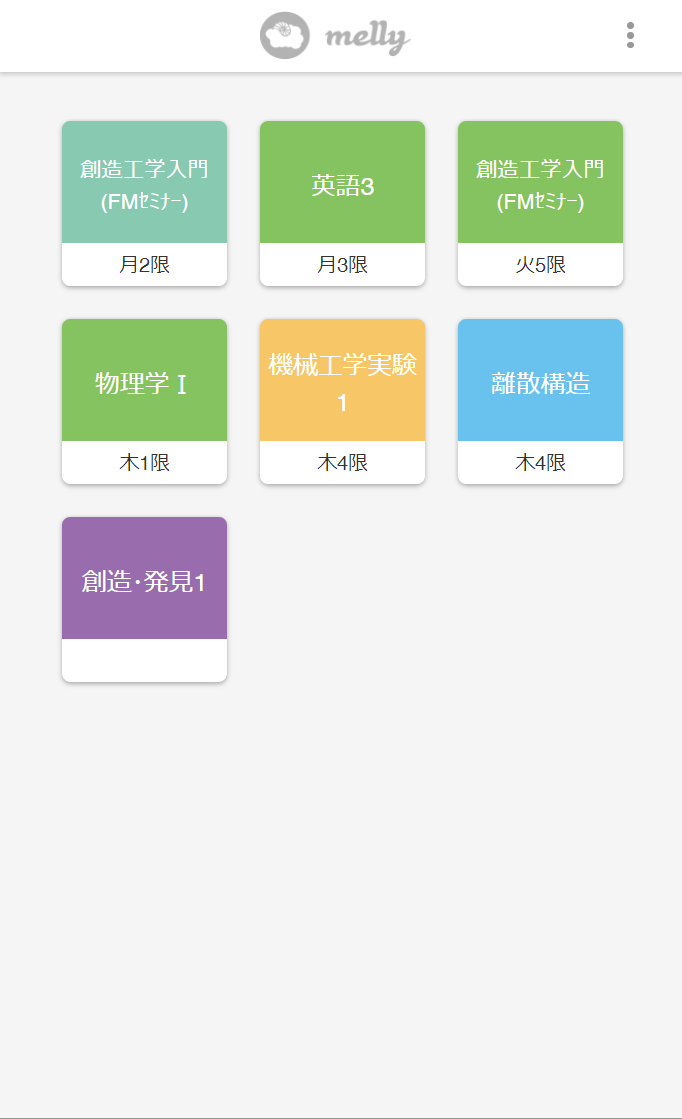 melly
創造工学入門
(FMｾﾐﾅｰ)
月2限
英語3
月3限
創造工学入門
(FMｾﾐﾅｰ)
火5限
物理学Ⅰ
木1限
機械工学実験
1
木4限
離散構造
木4限
創造･発見1